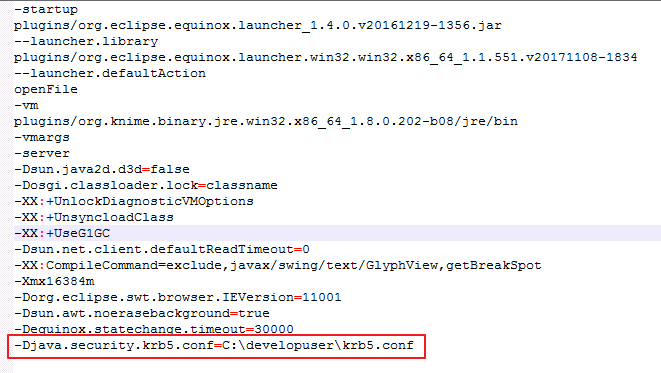 -startup
plugins/org.eclipse.equinox.launcher_1.4.0.v20161219-1356.jar
--launcher.library
plugins/org.eclipse.equinox.launcher.win32.win32.x86_64_1.1.551.v20171108-1834
--launcher.defaultAction
openFile
-vm
plugins/org.knime.binary.jre.win32.x86_64_1.8.0.202-b08/jre/bin
-vmargs
-server
-Dsun.java2d.d3d=false
-Dosgi.classloader.lock=classname
-XX:+UnlockDiagnosticVMOptions
-XX:+UnsyncloadClass
-XX:+UseG1GC
-Dsun.net.client.defaultReadTimeout=0
-XX:CompileCommand=exclude,javax/swing/text/GlyphView,getBreakSpot
-Xmx16384m
-Dorg.eclipse.swt.browser.IEVersion=11001
-Dsun.awt.noerasebackground=true
-Dequinox.statechange.timeout=30000
-Djava.security.krb5.conf=C:\developuser\krb5.conf